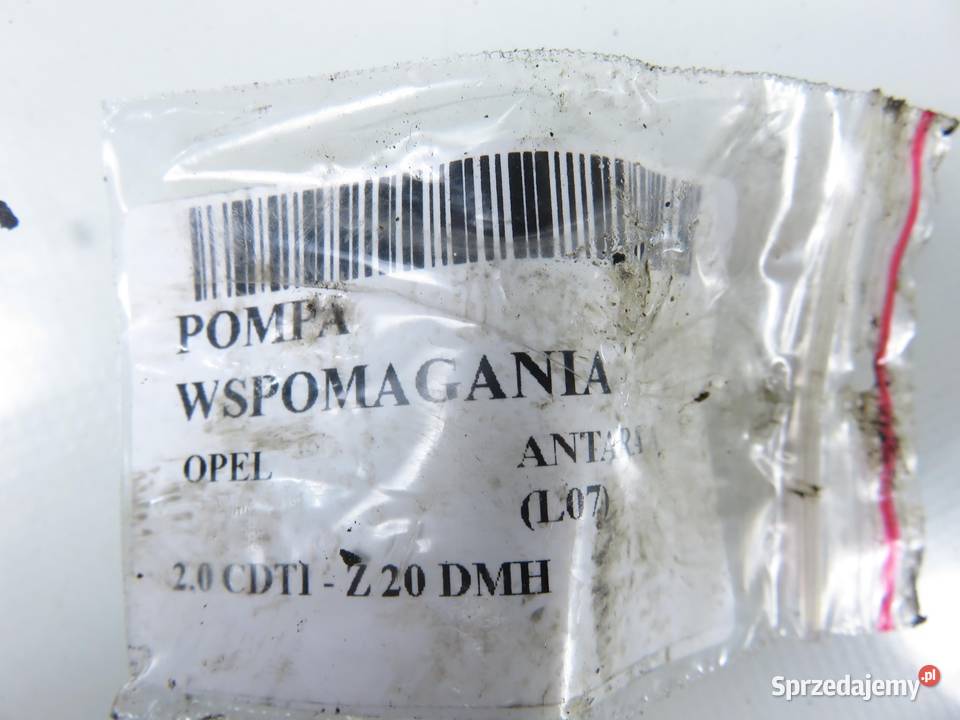 POMPA
WSPOMAGANIA
OPEL ANTARA
(L07)
2.0 CDTI - Z 20 DMH
Sprzedajemy.pl